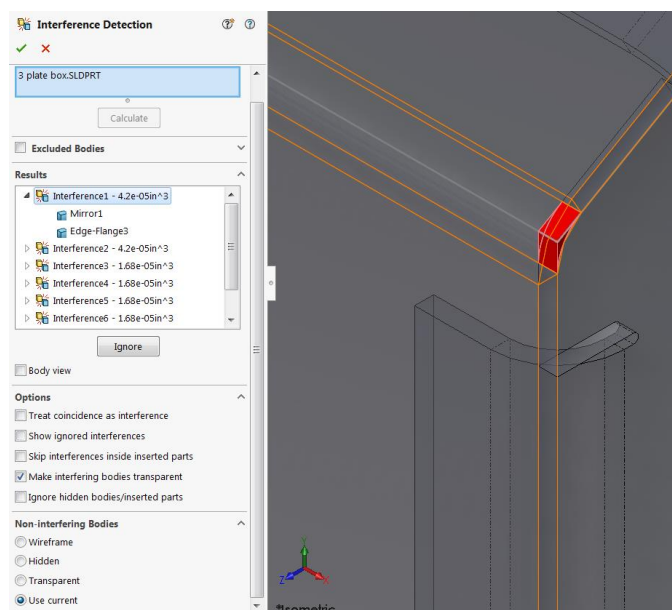 Interference Detection
3 plate box.SLDPRT
Calculate
Excluded Bodies
Results
Interference1 - 4.2e-05in^3
Mirror1
Edge-Flange3
Interference2 - 4.2e-05in^3
Interference3 - 1.68e-05in^3
Interference4 - 1.68e-05in^3
Interference5 - 1.68e-05in^3
Interference6 - 1.68e-05in^3
Ignore
Body view
Options
Treat coincidence as interference
Show ignored interferences
Skip interferences inside inserted parts
Make interfering bodies transparent
Ignore hidden bodies/inserted parts
Non-interfering Bodies
Wireframe
Hidden
Transparent
Use current
Y
Z
X
*Isometric